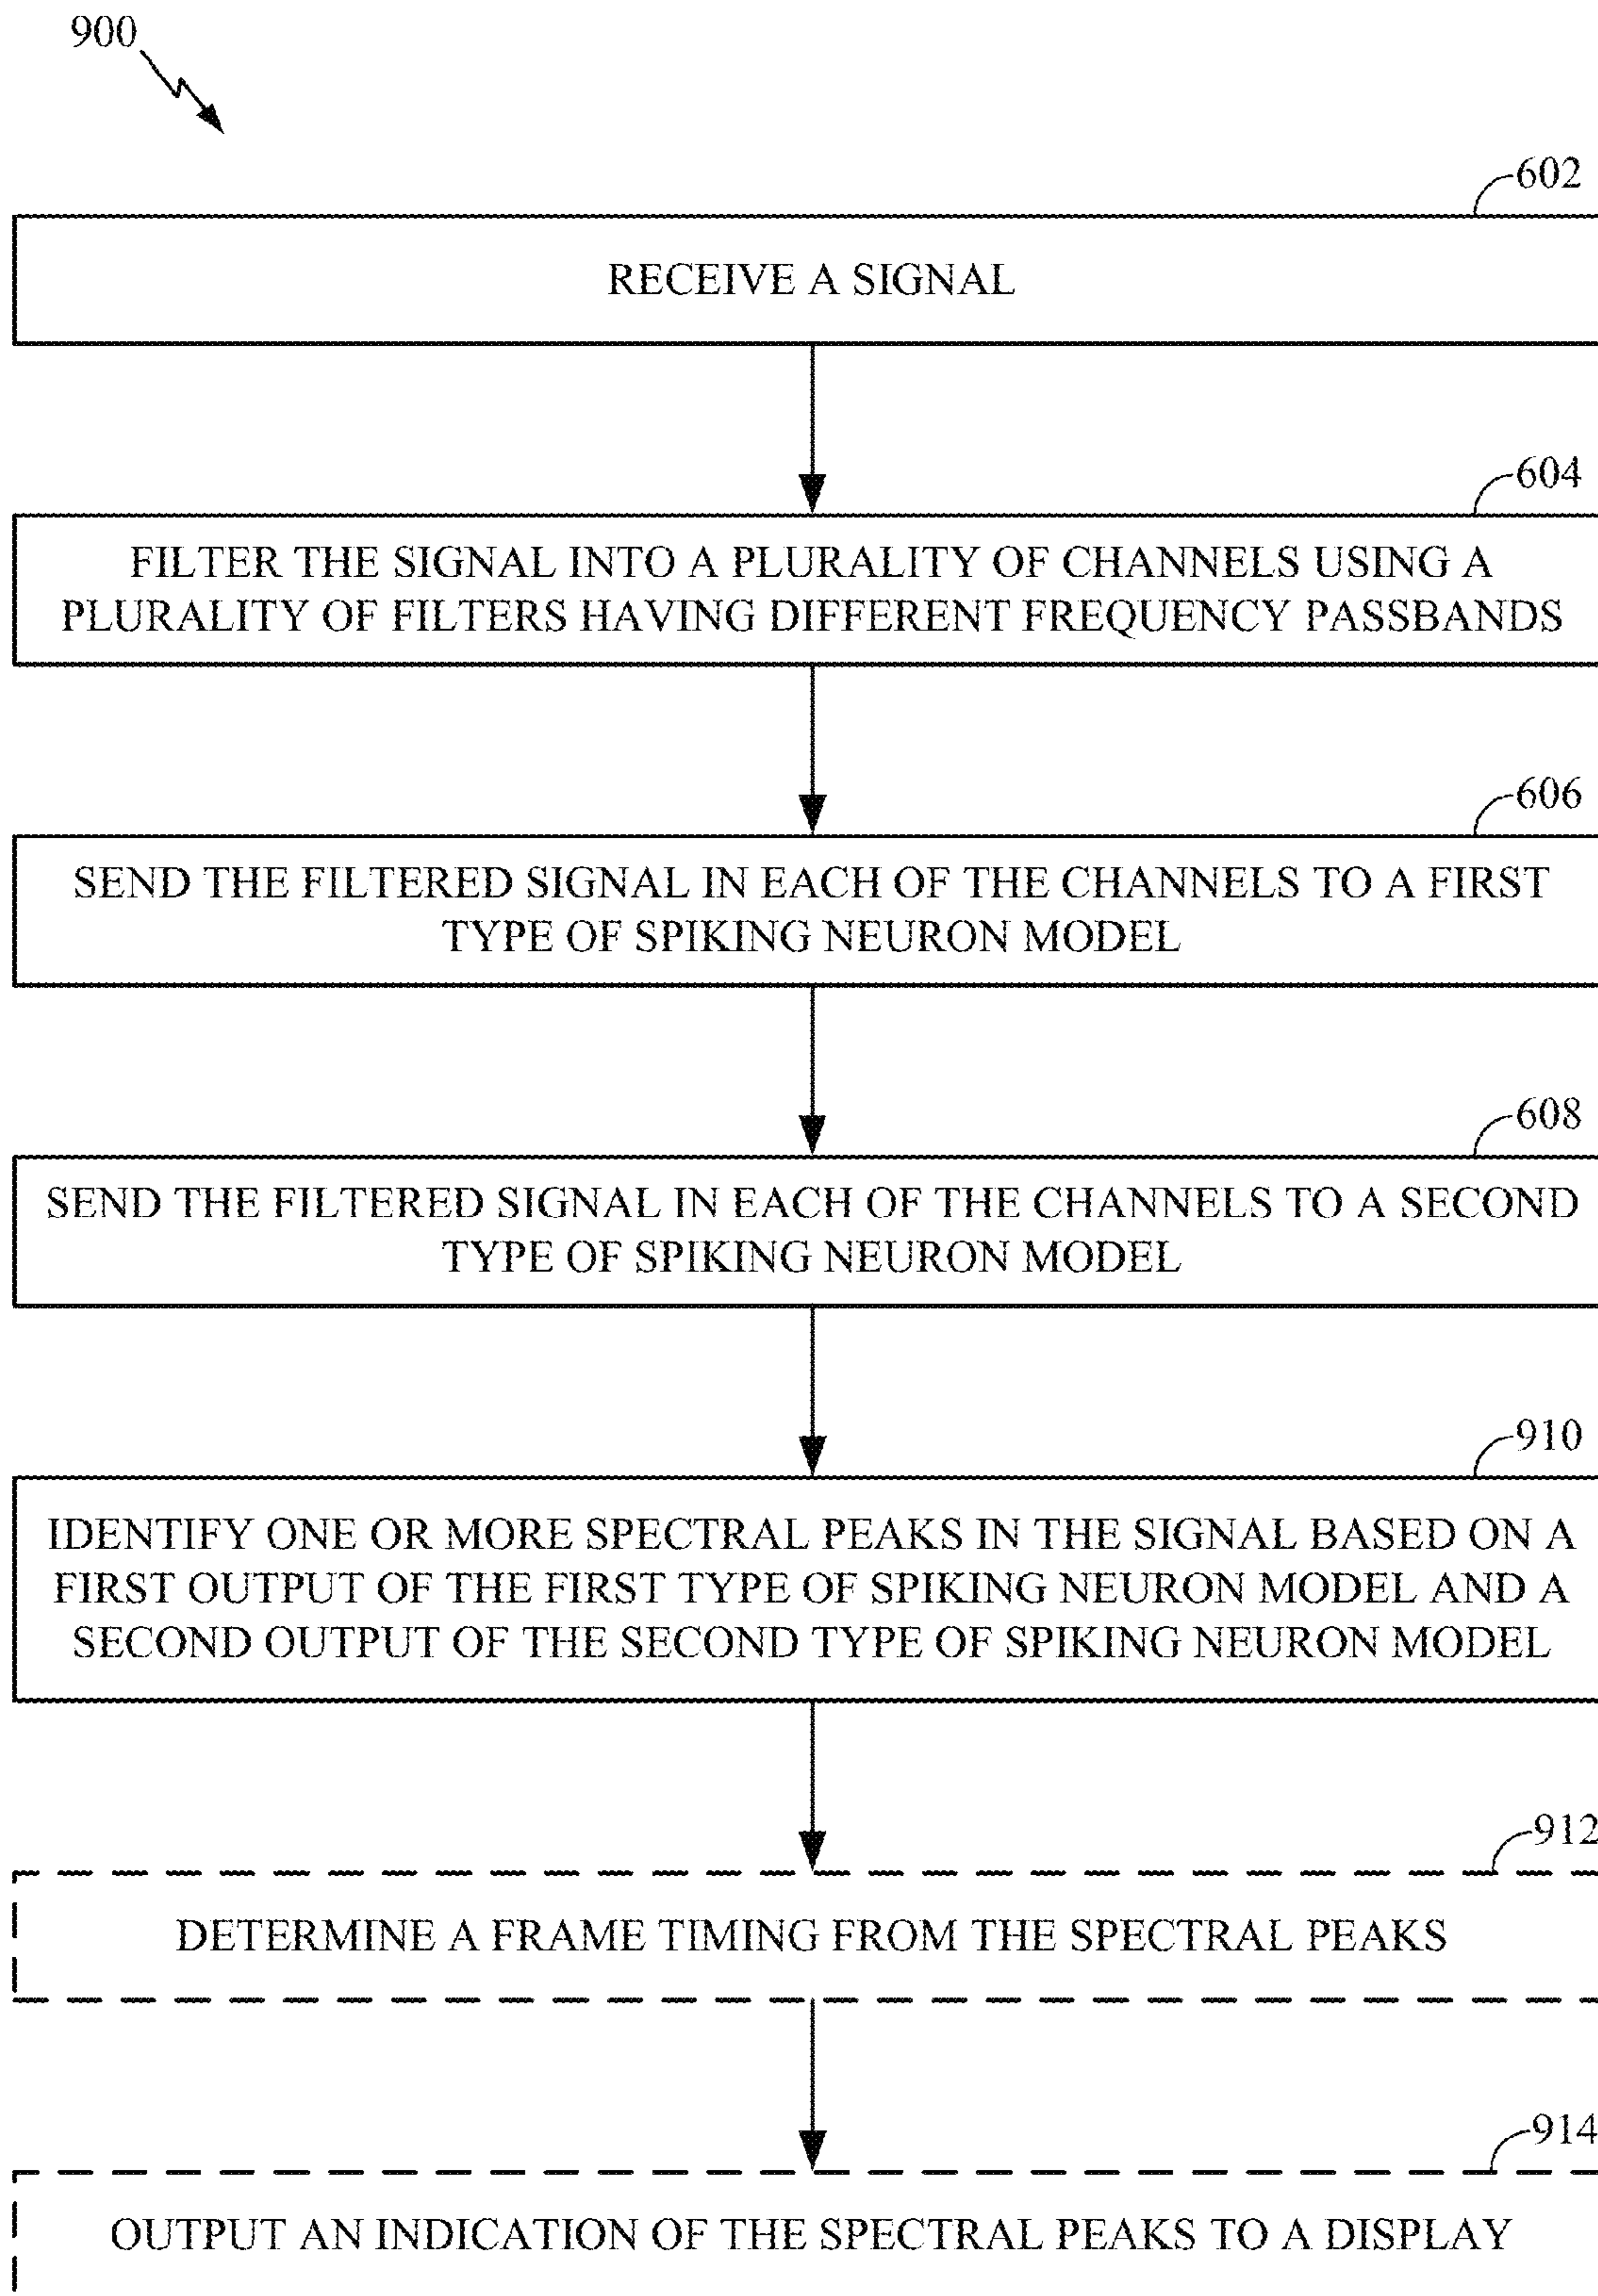 900
602
RECEIVE A SIGNAL
604
FILTER THE SIGNAL INTO A PLURALITY OF CHANNELS USING A
PLURALITY OF FILTERS HAVING DIFFERENT FREQUENCY PASSBANDS
606
SEND THE FILTERED SIGNAL IN EACH OF THE CHANNELS TO A FIRST
TYPE OF SPIKING NEURON MODEL
608
SEND THE FILTERED SIGNAL IN EACH OF THE CHANNELS TO A SECOND
TYPE OF SPIKING NEURON MODEL
910
IDENTIFY ONE OR MORE SPECTRAL PEAKS IN THE SIGNAL BASED ON A
FIRST OUTPUT OF THE FIRST TYPE OF SPIKING NEURON MODEL AND A
SECOND OUTPUT OF THE SECOND TYPE OF SPIKING NEURON MODEL
912
DETERMINE A FRAME TIMING FROM THE SPECTRAL PEAKS
914
OUTPUT AN INDICATION OF THE SPECTRAL PEAKS TO A DISPLAY